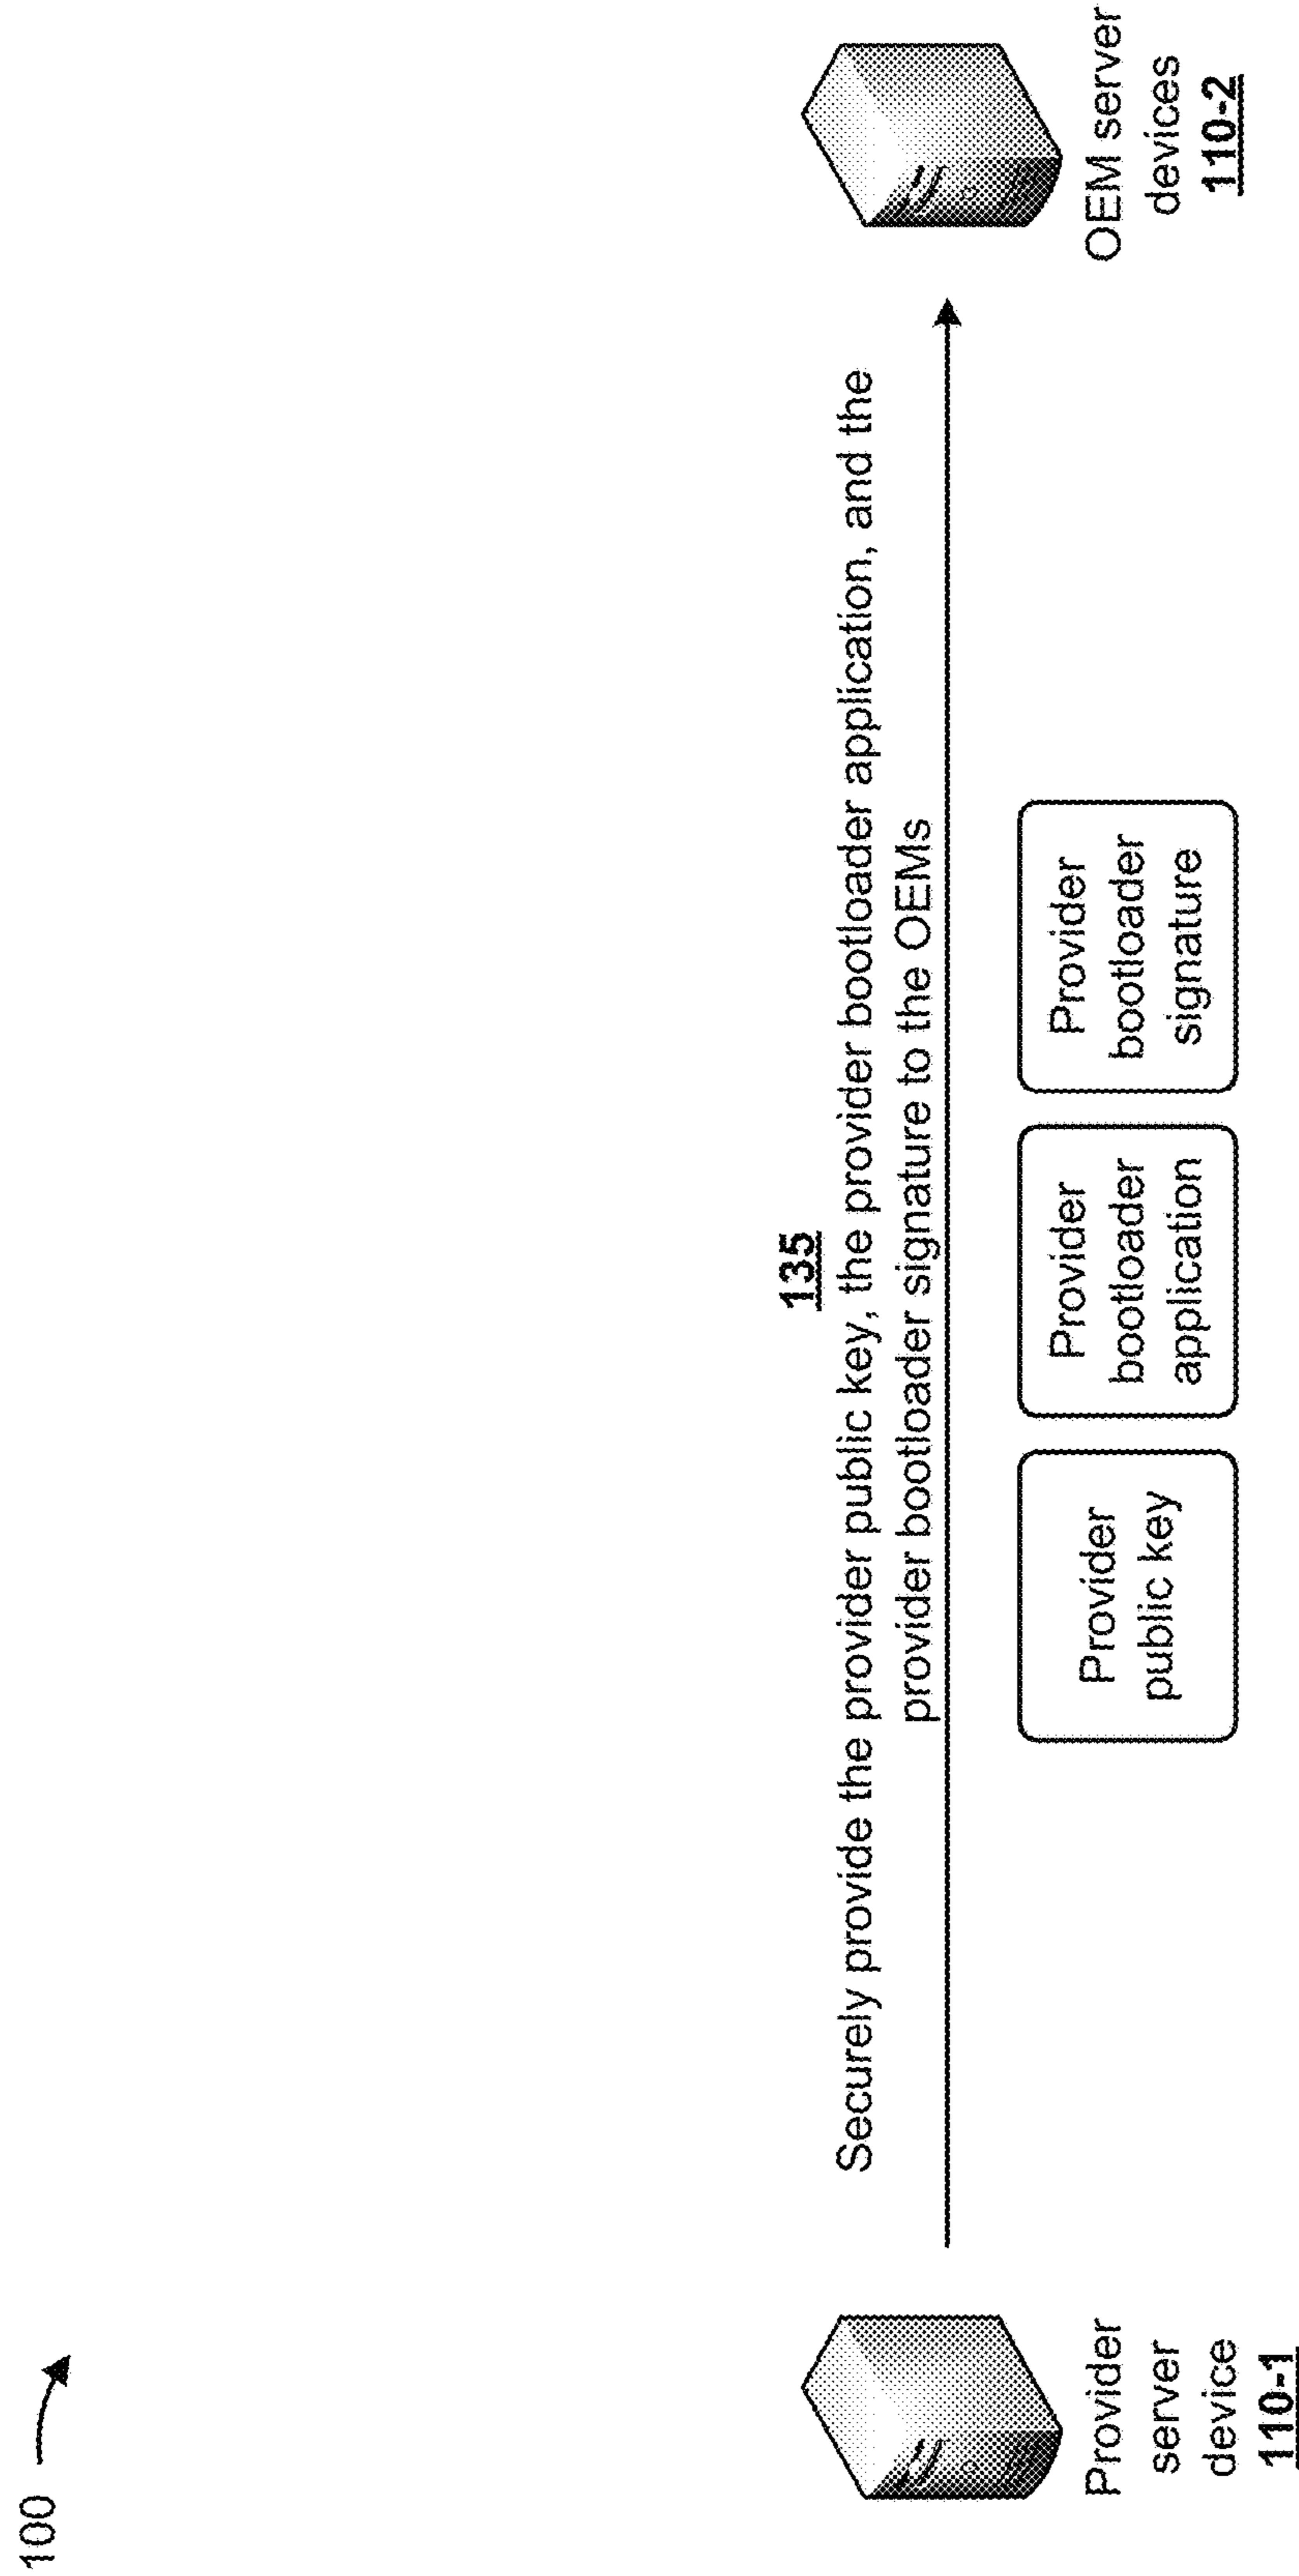 100
135
Securely provide the provider public key, the provider bootloader application, and the
provider bootloader signature to the OEMs
Provider
public key
Provider
bootloader
application
Provider
bootloader
signature
Provider
server
device
110-1
OEM server
devices
110-2